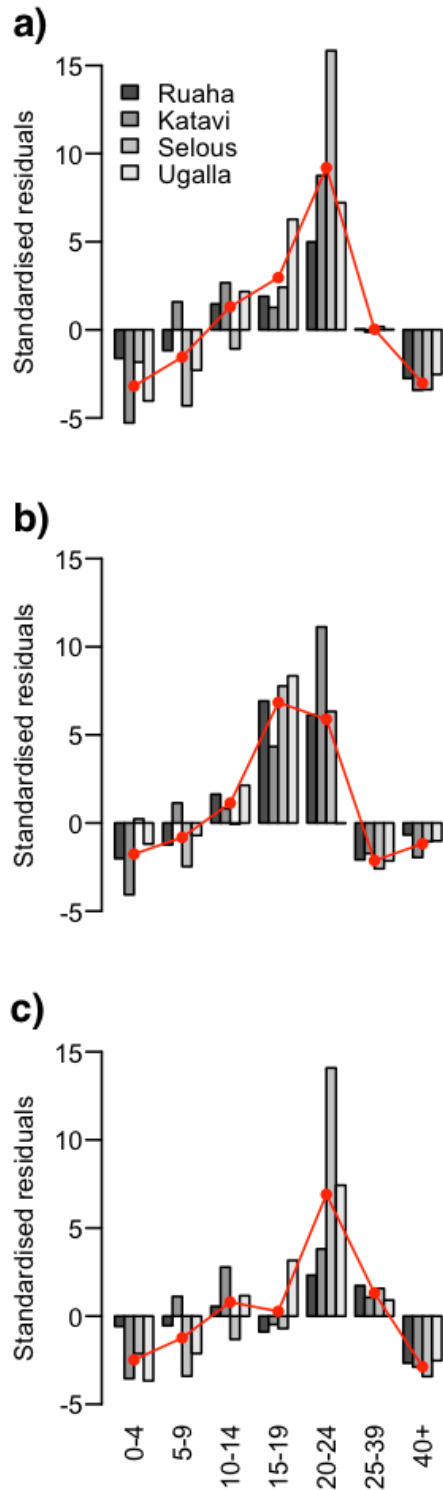 a)
Standardised residuals
15
10
5
0
-5
Ruaha
Katavi
Selous
Ugalla
b)
Standardised residuals
15
10
5
0
-5
c)
Standardised residuals
15
10
5
0
-5
0-4 5-9 10-14 15-19 20-24 25-39 40+